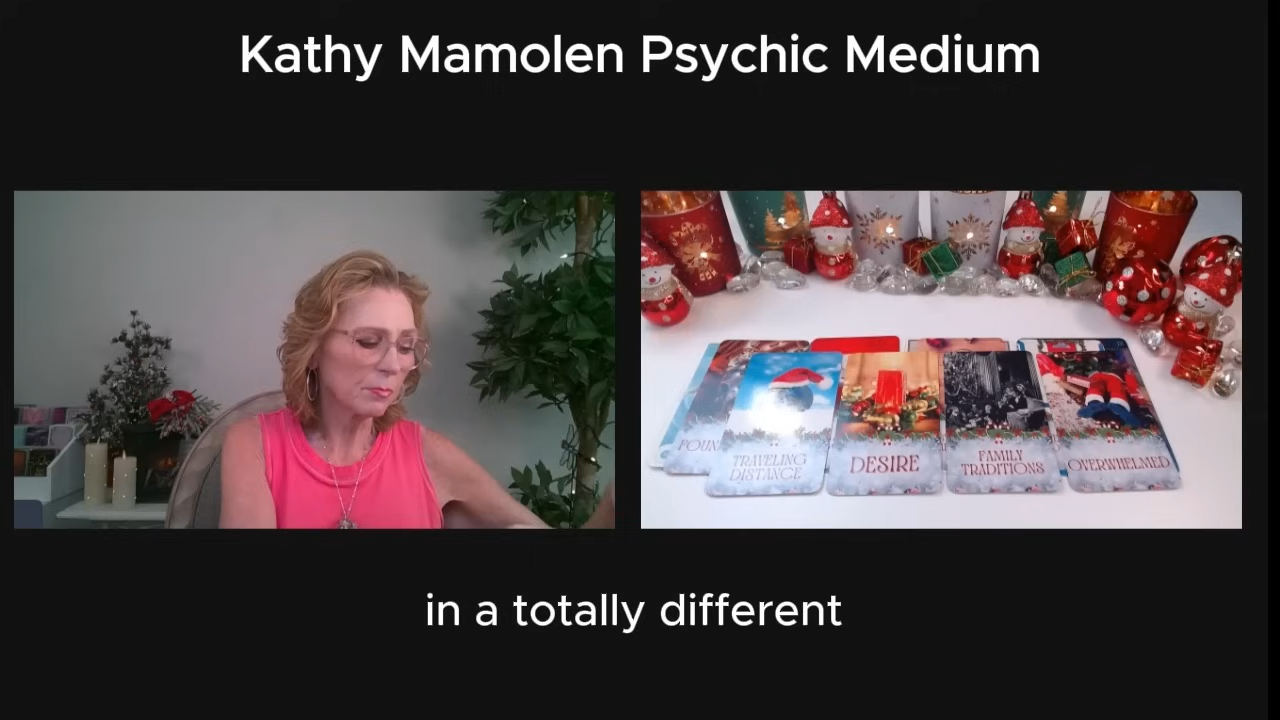 Kathy Mamolen Psychic Medium
TRAVELING
DISTANCE
DESIRE
FAMILY
TRADITIONS
OVERWHELMED
in a totally different